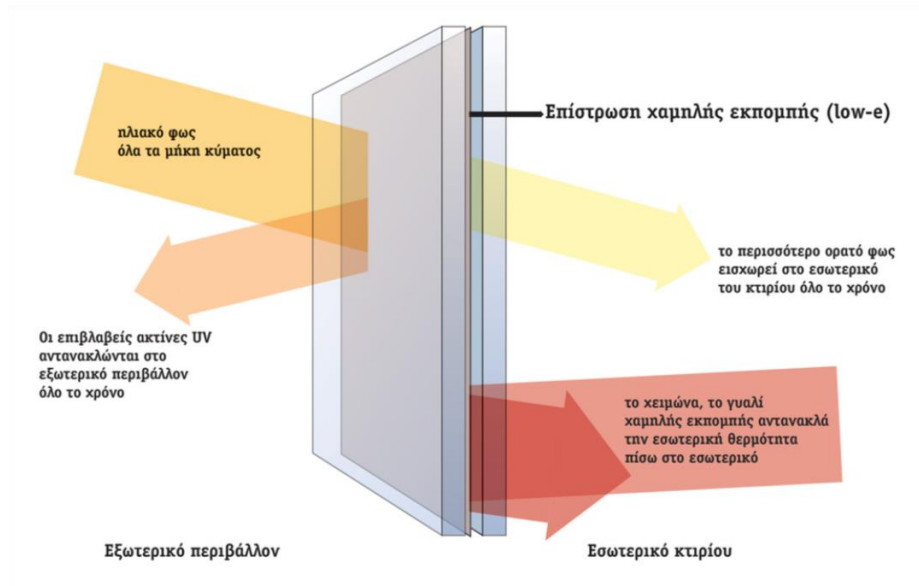 Επίστρωση χαμηλής εκπομπής (low-e)
ηλιακό φως
όλα τα μήκη κύματος
το περισσότερο ορατό φως
εισχωρεί στο εσωτερικό
του κτιρίου όλο το χρόνο
Οι επιβλαβείς ακτίνες UV
αντανακλώνται στο
εξωτερικό περιβάλλον
όλο το χρόνο
το χειμώνα, το γυαλί
χαμηλής εκπομπής αντανακλά
την εσωτερική θερμότητα
πίσω στο εσωτερικό
Εξωτερικό περιβάλλον
Εσωτερικό κτιρίου